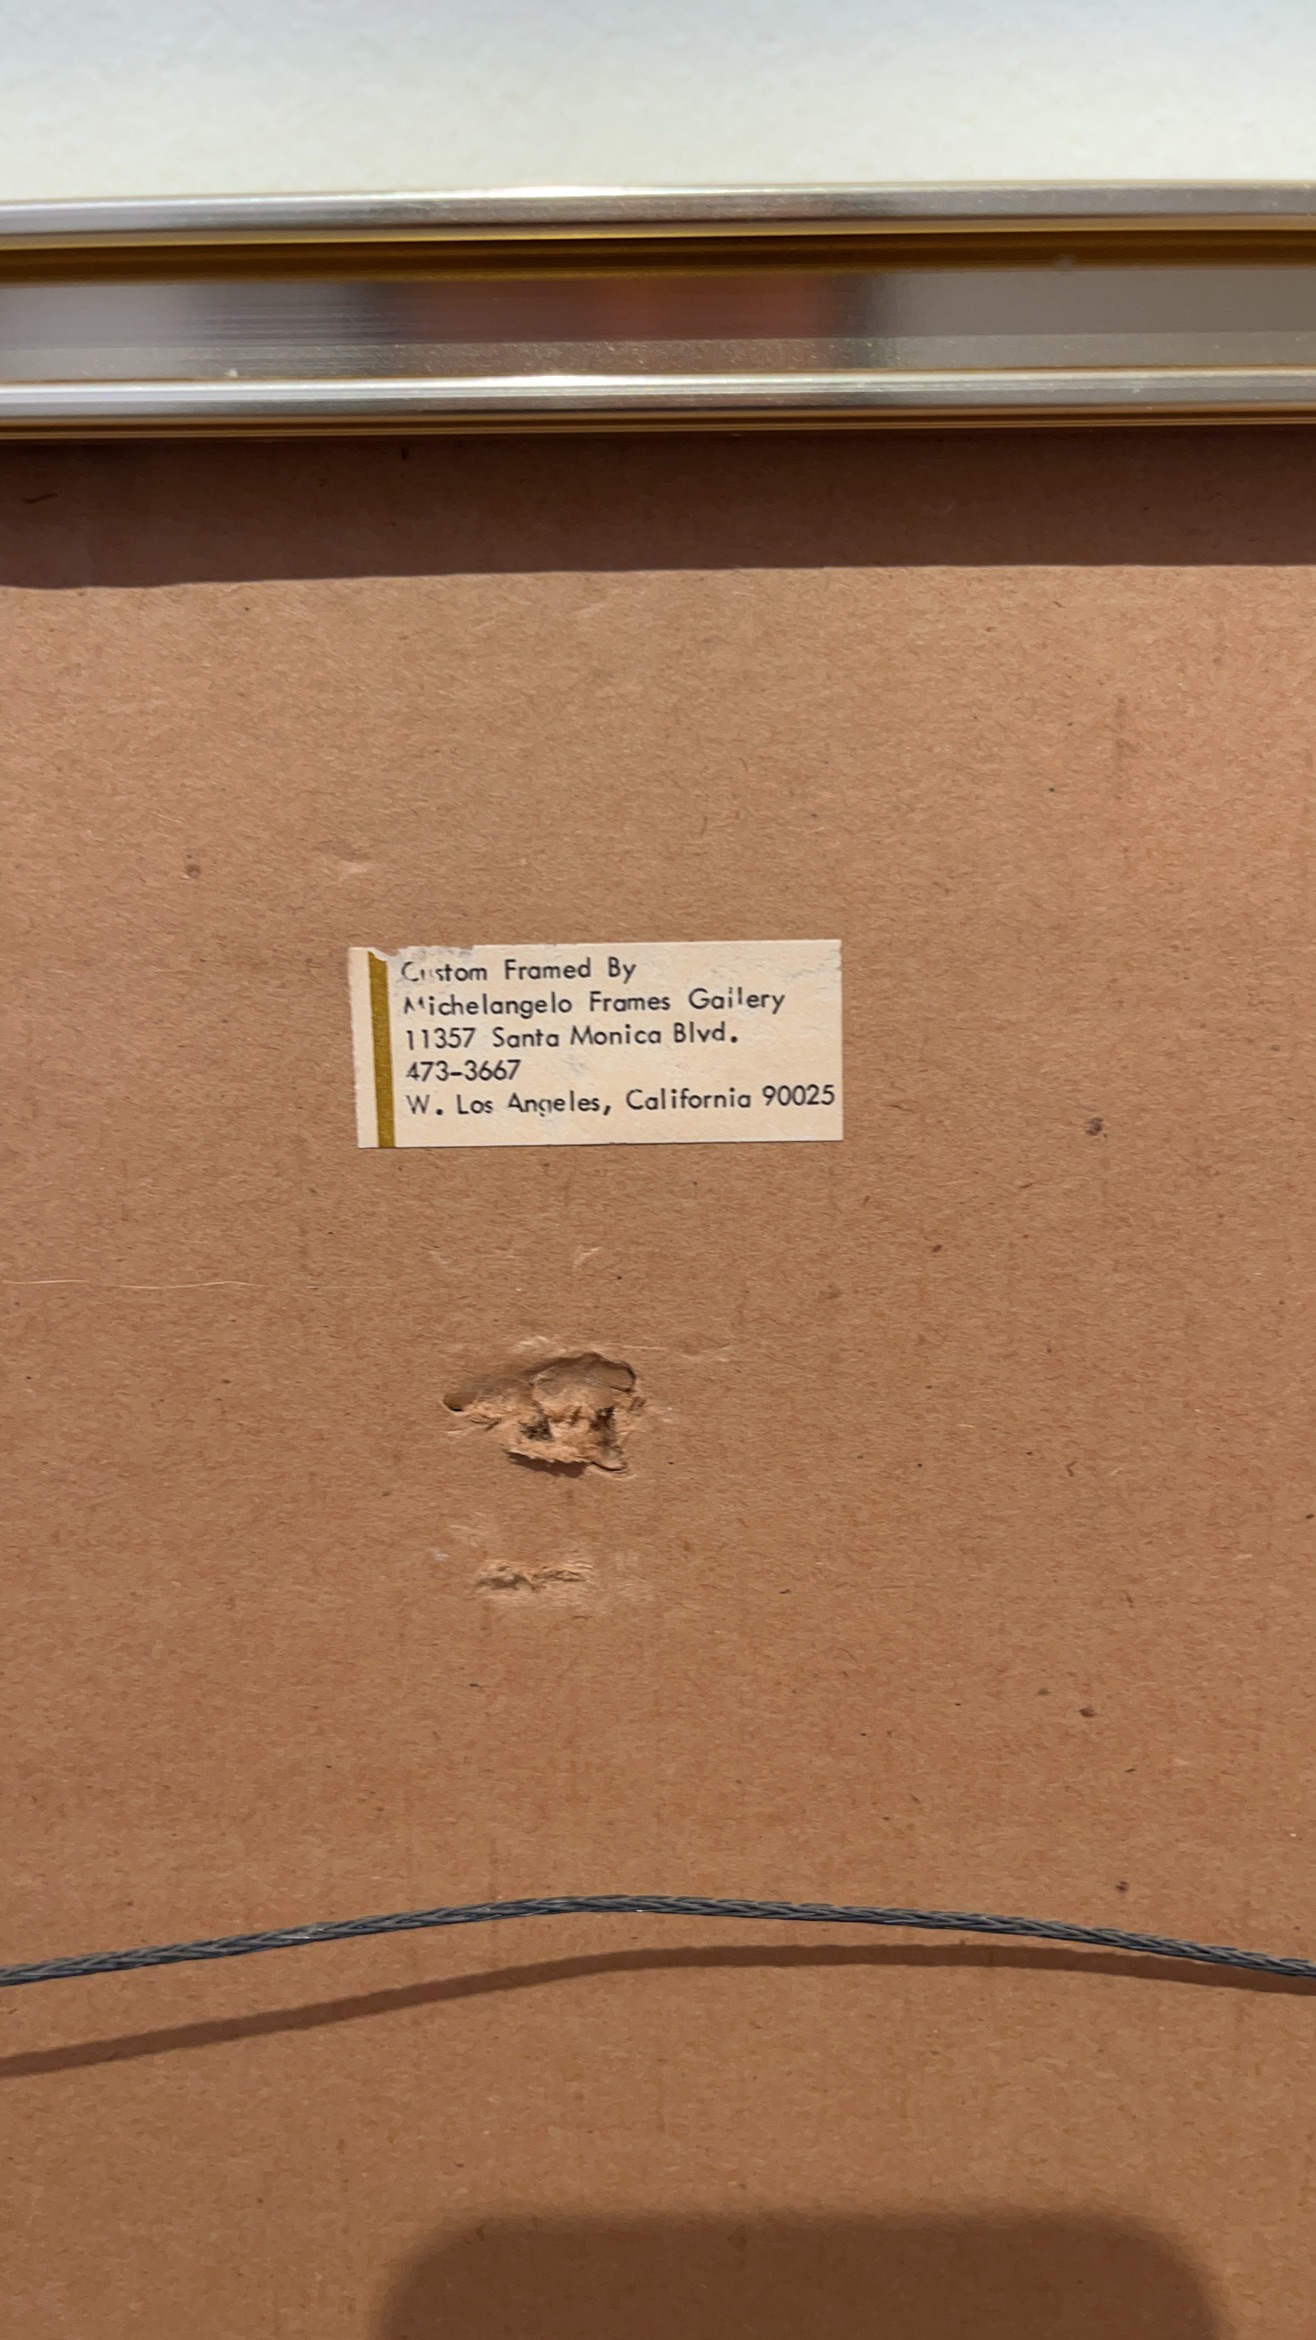 Custom Framed By
Michelangelo Frames Gallery
11357 Santa Monica Blvd.
473-3667
W. Los Angeles, California 90025